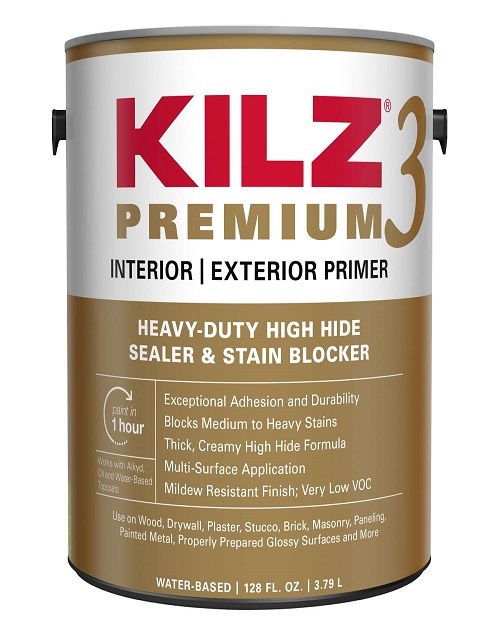 KILZ® 3
PREMIUM
INTERIOR | EXTERIOR PRIMER
HEAVY-DUTY HIGH HIDE
SEALER & STAIN BLOCKER
paint in
1 hour
Works with Alkyd,
Oil and Water-Based
Topcoats
Exceptional Adhesion and Durability
Blocks Medium to Heavy Stains
Thick, Creamy High Hide Formula
Multi-Surface Application
Mildew Resistant Finish; Very Low VOC
Use on Wood, Drywall, Plaster, Stucco, Brick, Masonry, Paneling,
Painted Metal, Properly Prepared Glossy Surfaces and More
WATER-BASED | 128 FL. OZ. | 3.79 L